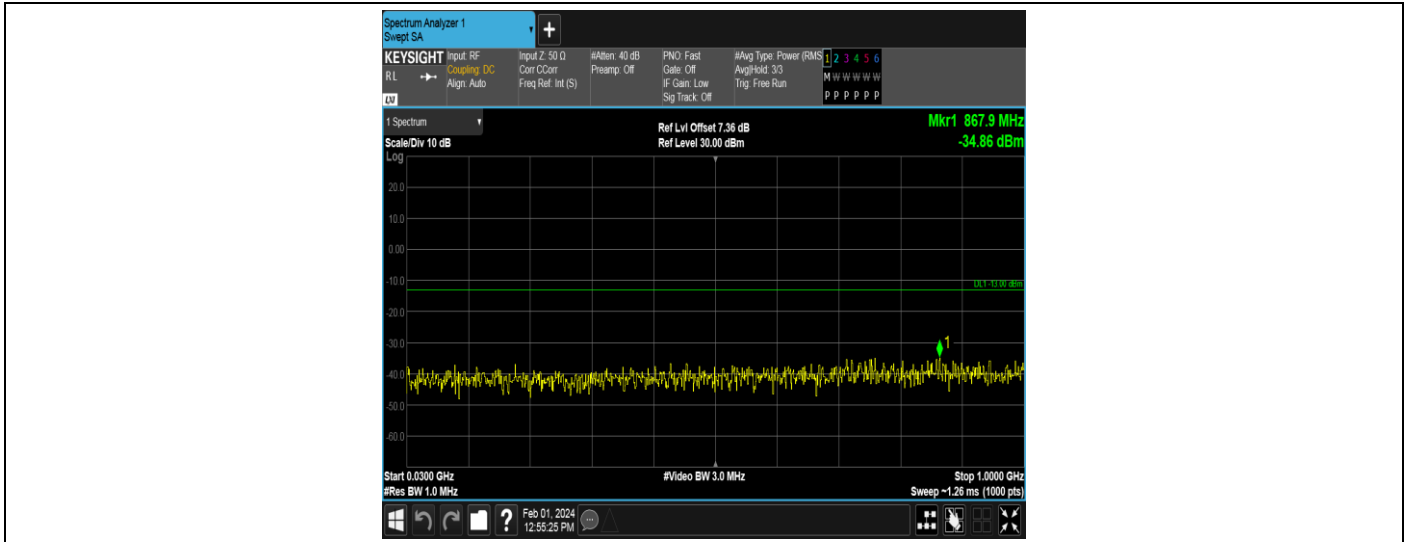 Spectrum Analyzer 1
Swept SA
+
KEYSIGHT Input: RF Input Z: 50 Ω #Atten: 40 dB PNO: Fast #Avg Type: Power (RMS 1 2 3 4 5 6
RL Coupling: DC Corr CCorr Preamp: Off Gate: Off Avg|Hold: 3/3 M W W W W W
Align: Auto Freq Ref: Int (S) IF Gain: Low Trig: Free Run P P P P P P
LXI Sig Track: Off
1 Spectrum Ref Lvl Offset 7.36 dB Mkr1 867.9 MHz
Scale/Div 10 dB Ref Level 30.00 dBm -34.86 dBm
Log
20.0
10.0
0.00
-10.0 DL1 -13.00 dBm
-20.0
-30.0 1
-40.0
-50.0
-60.0
Start 0.0300 GHz #Video BW 3.0 MHz Stop 1.0000 GHz
#Res BW 1.0 MHz Sweep ~1.26 ms (1000 pts)
? Feb 01, 2024
12:55:25 PM